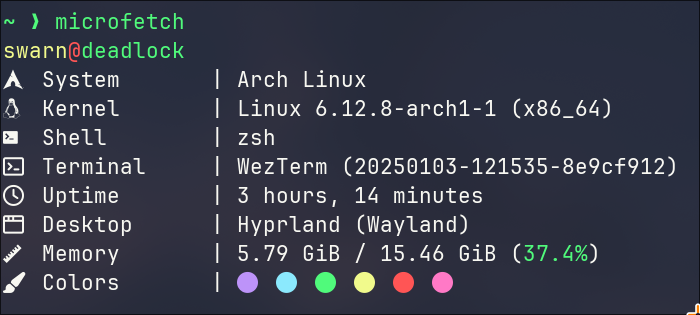 ~ ❯ microfetch
swarn@deadlock
System | Arch Linux
Kernel | Linux 6.12.8-arch1-1 (x86_64)
Shell | zsh
Terminal | WezTerm (20250103-121535-8e9cf912)
Uptime | 3 hours, 14 minutes
Desktop | Hyprland (Wayland)
Memory | 5.79 GiB / 15.46 GiB (37.4%)
Colors |